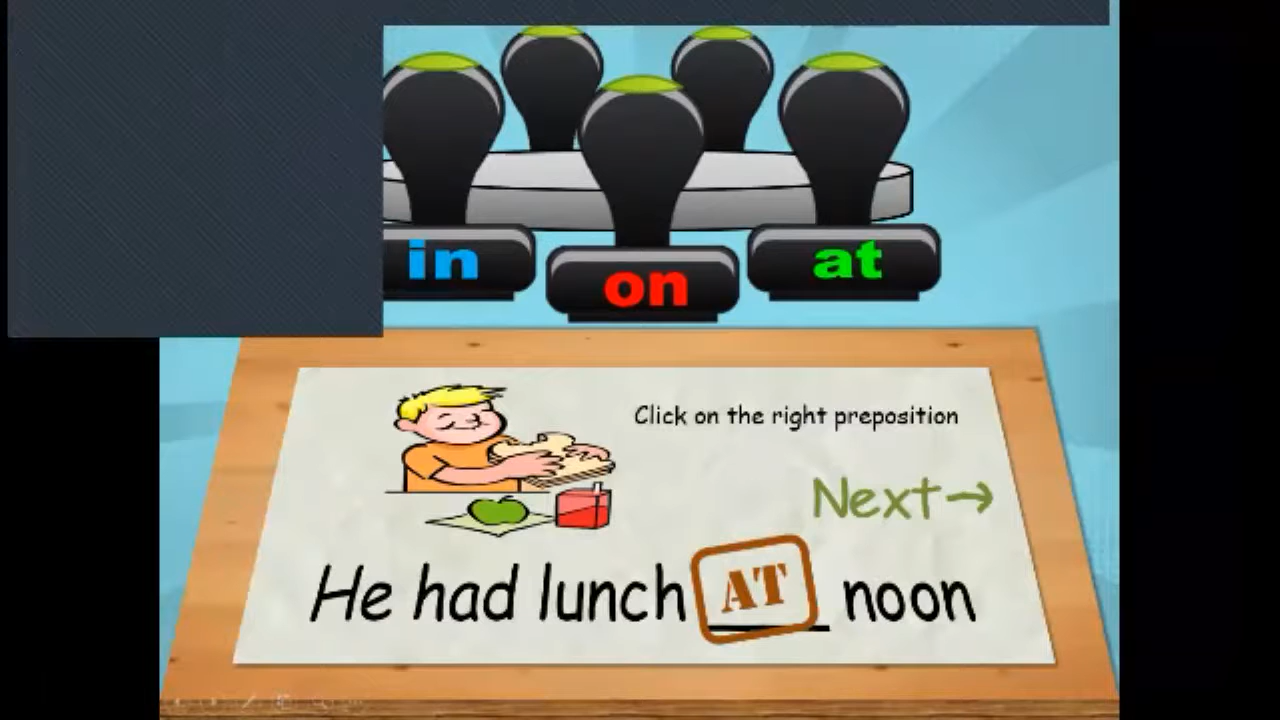 in on at
Click on the right preposition
Next→
He had lunch AT noon